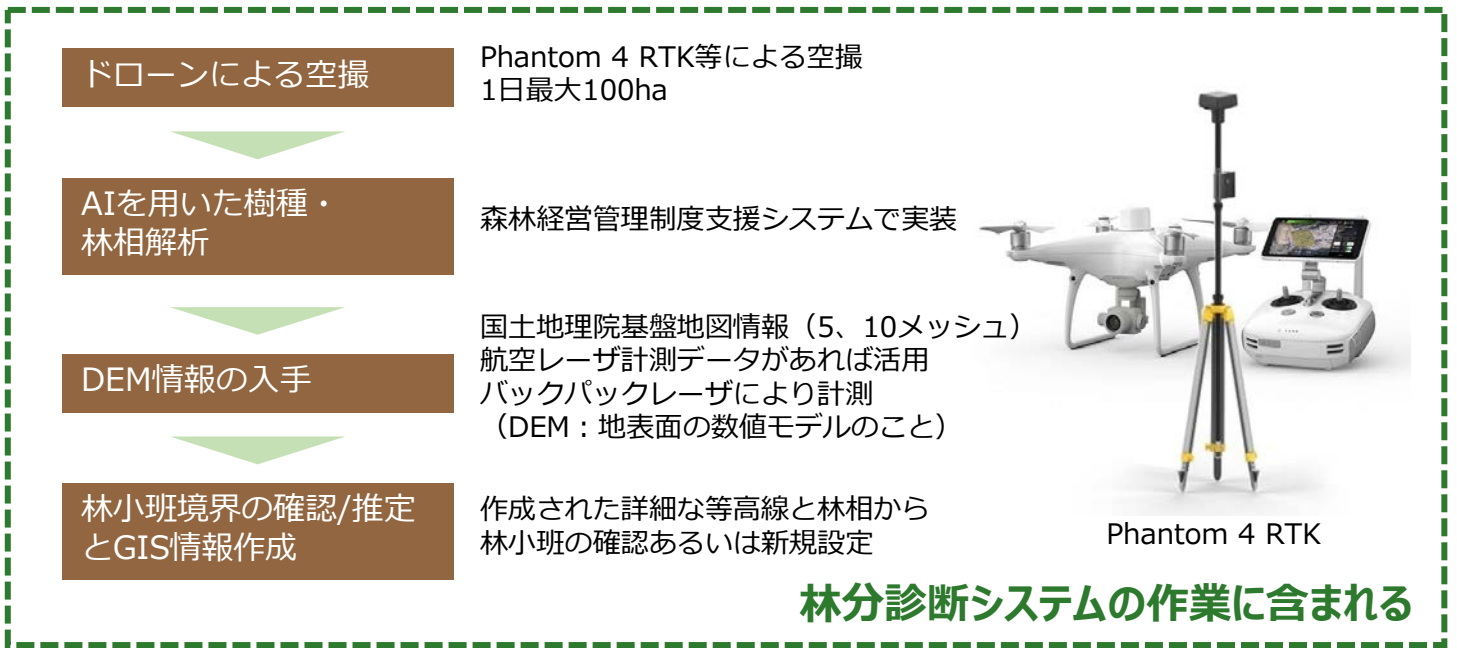 ドローンによる空撮
Phantom 4 RTK等による空撮
1日最大100ha
AIを用いた樹種・
林相解析
森林経営管理制度支援システムで実装
DEM情報の入手
国土地理院基盤地図情報（5、10メッシュ）
航空レーザ計測データがあれば活用
バックパックレーザにより計測
（DEM：地表面の数値モデルのこと）
林小班境界の確認/推定
とGIS情報作成
作成された詳細な等高線と林相から
林小班の確認あるいは新規設定
Phantom 4 RTK
林分診断システムの作業に含まれる